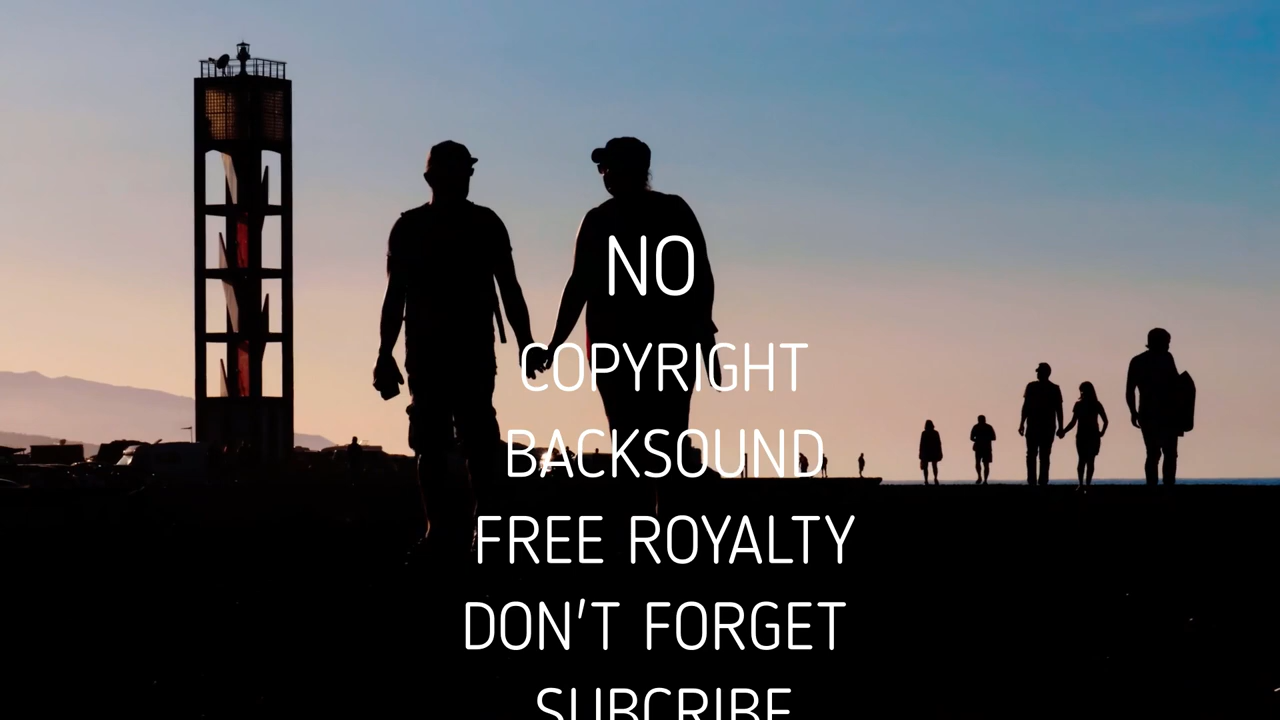 NO
COPYRIGHT
BACKSOUND
FREE ROYALTY
DON'T FORGET
SUBCRIBE